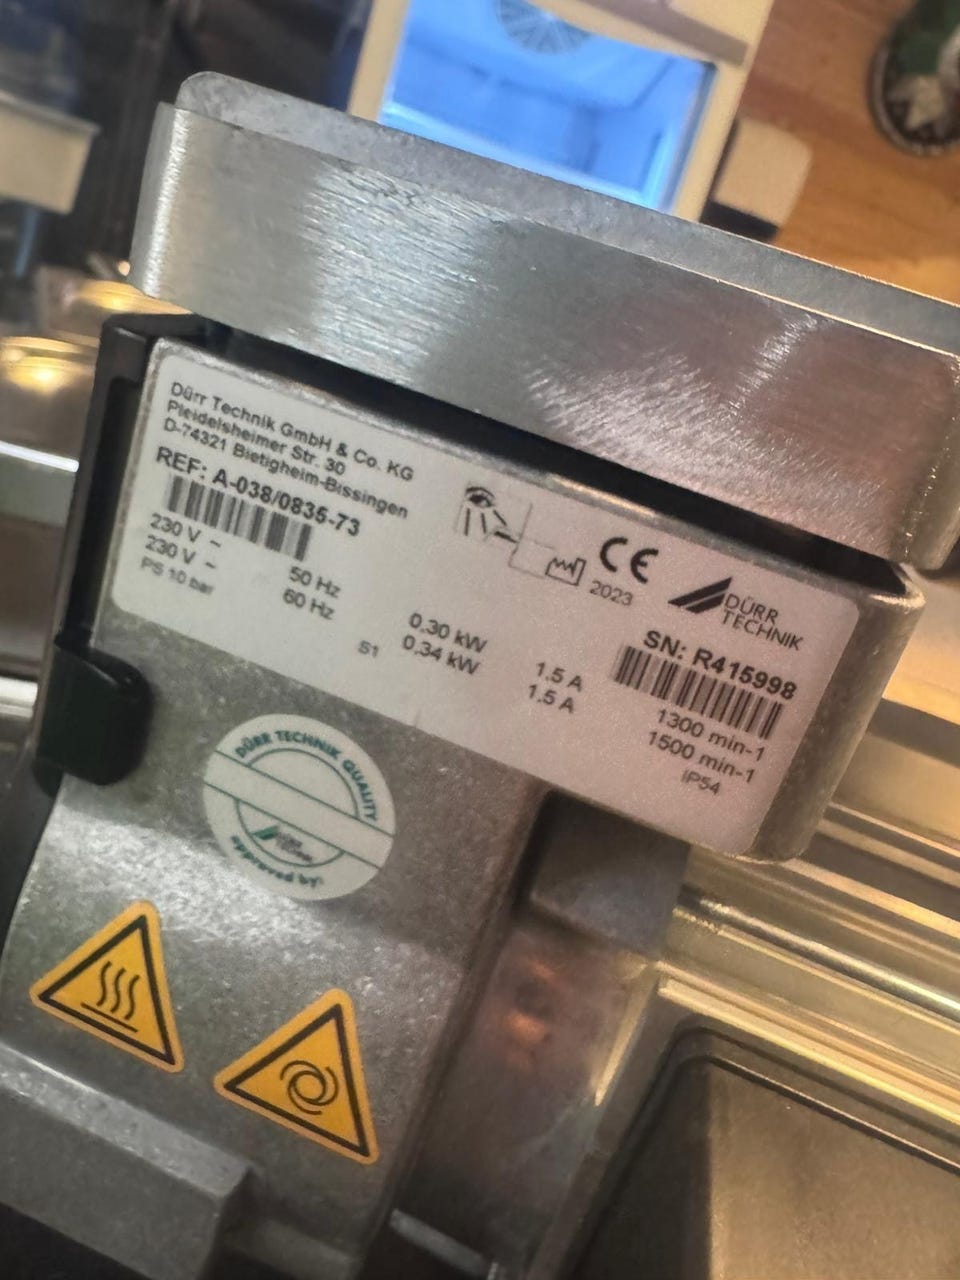 Dürr Technik GmbH & Co. KG
Pleidelsheimer Str. 30
D-74321 Bietigheim-Bissingen
REF: A-038/0835-73
230 V ~ 50 Hz 0.30 kW 1.5 A 1300 min-1
230 V ~ 60 Hz 0.34 kW 1.5 A 1500 min-1
PS 10 bar S1 IP54
CE
2023
DÜRR
TECHNIK
SN: R415998
DÜRR TECHNIK QUALITY
approved by: